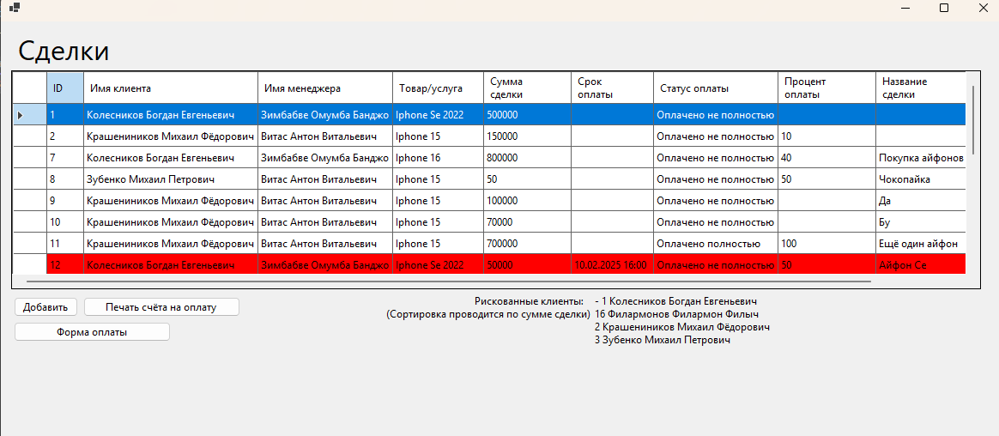 Сделки
ID Имя клиента Имя менеджера Товар/услуга Сумма сделки Срок оплаты Статус оплаты Процент оплаты Название сделки
1 Колесников Богдан Евгеньевич Зимбабве Омумба Банджо Iphone Se 2022 500000 Оплачено не полностью
2 Крашениников Михаил Фёдорович Витас Антон Витальевич Iphone 15 150000 Оплачено не полностью 10
7 Колесников Богдан Евгеньевич Зимбабве Омумба Банджо Iphone 16 800000 Оплачено не полностью 40 Покупка айфонов
8 Зубенко Михаил Петрович Витас Антон Витальевич Iphone 15 50 Оплачено не полностью 50 Чокопайка
9 Крашениников Михаил Фёдорович Витас Антон Витальевич Iphone 15 100000 Оплачено не полностью Да
10 Крашениников Михаил Фёдорович Витас Антон Витальевич Iphone 15 70000 Оплачено не полностью Бу
11 Крашениников Михаил Фёдорович Витас Антон Витальевич Iphone 15 700000 Оплачено полностью 100 Ещё один айфон
12 Колесников Богдан Евгеньевич Зимбабве Омумба Банджо Iphone Se 2022 50000 10.02.2025 16:00 Оплачено не полностью 50 Айфон Се
Добавить Печать счёта на оплату
Форма оплаты
Рискованные клиенты: - 1 Колесников Богдан Евгеньевич
(Сортировка проводится по сумме сделки) 16 Филармонов Филармон Филыч
2 Крашениников Михаил Фёдорович
3 Зубенко Михаил Петрович